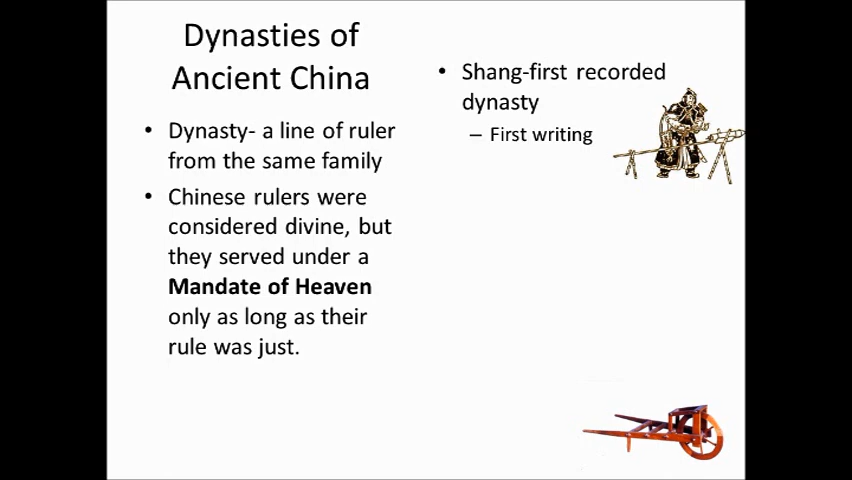 Dynasties of
Ancient China
• Dynasty- a line of ruler
from the same family
• Chinese rulers were
considered divine, but
they served under a
Mandate of Heaven
only as long as their
rule was just.
• Shang-first recorded
dynasty
– First writing